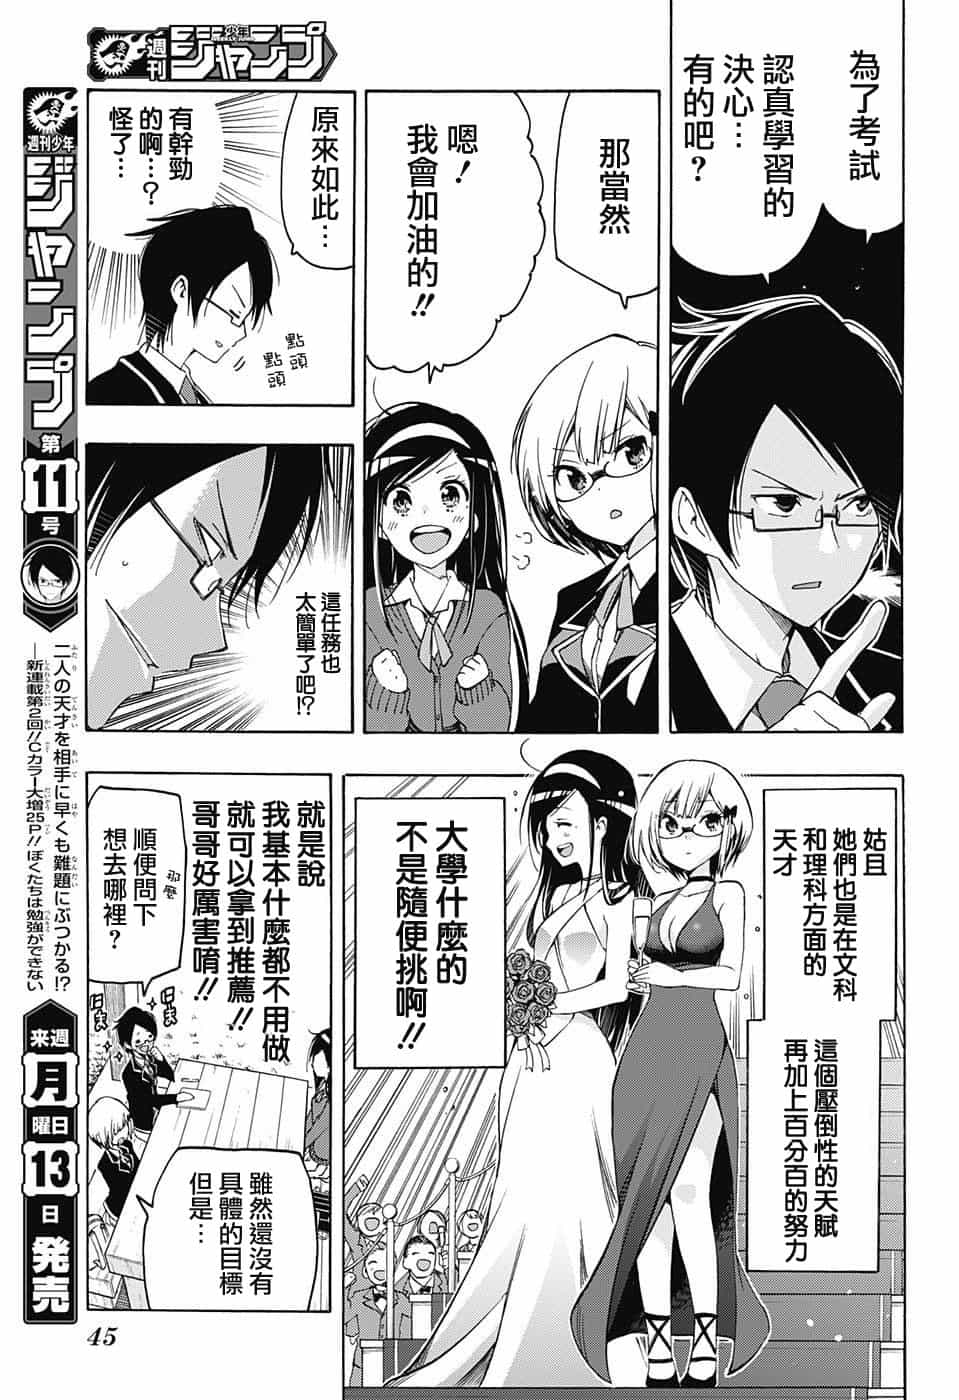 少年
週刊
ジャンプ
為了考試
認真學習的
決心…
有的吧？
那當然
嗯！
我會加油的!!
原來如此…
有幹勁
的啊…？
怪了…
點頭
點頭
這任務也
太簡單了吧!?
姑且
她們也是在文科
和理科方面的
天才
這個壓倒性的天賦
再加上百分百的努力
大學什麼的
不是隨便挑啊!!
就是說
我基本什麼都不用做
就可以拿到推薦!!
哥哥好厲害唷!!
那麼
順便問下
想去哪裡？
雖然還沒有
具體的目標
但是…
週刊少年
ジャンプ
第
11
号
二人の天才を相手に早くも難題にぶつかる!?
―新連載第2回!!Cカラー大増25P!!ぼくたちは勉強ができない
来週
月
曜日
13
日
発売
45